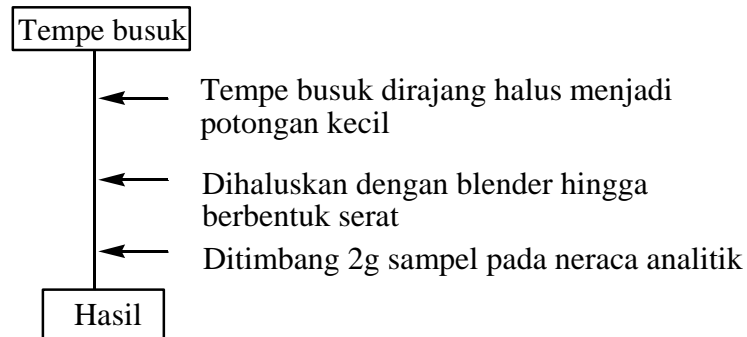 Tempe busuk
Tempe busuk dirajang halus menjadi
potongan kecil
Dihaluskan dengan blender hingga
berbentuk serat
Ditimbang 2g sampel pada neraca analitik
Hasil